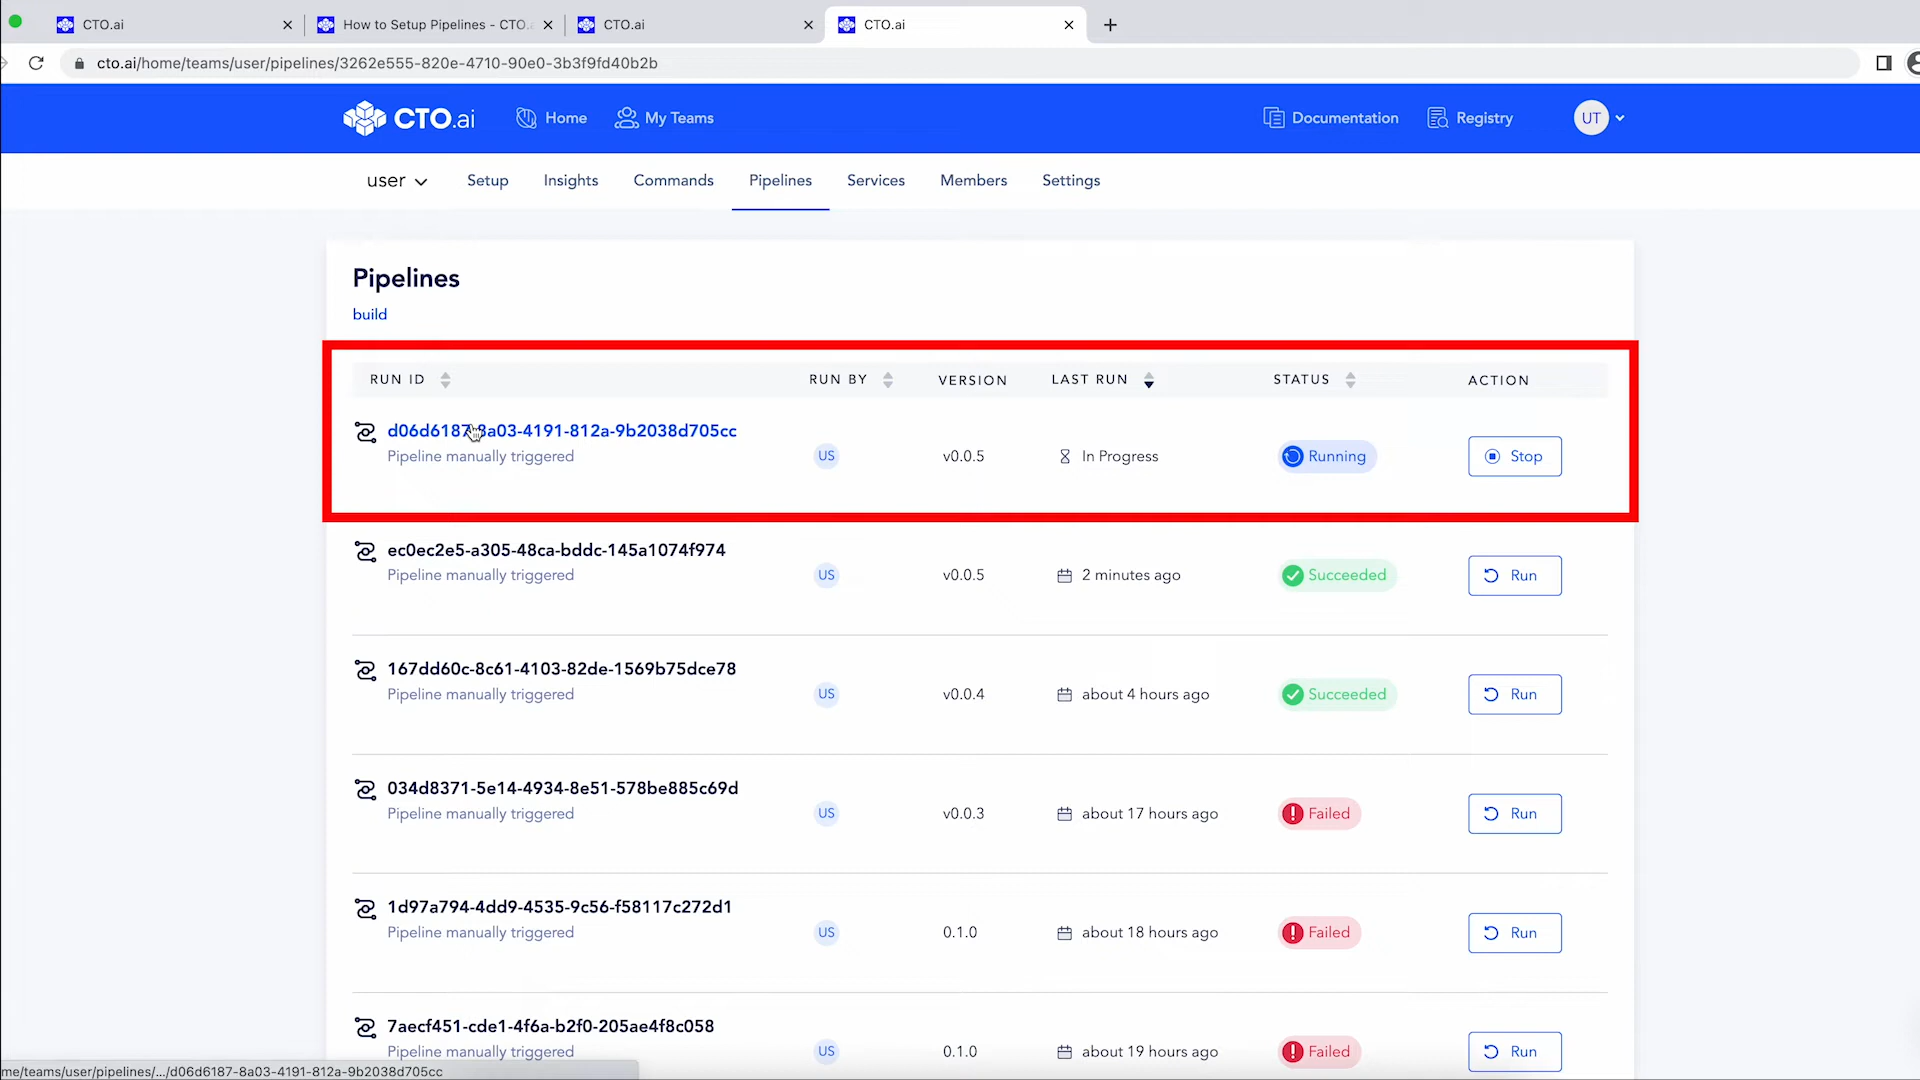 CTO.ai
How to Setup Pipelines - CTO.
CTO.ai
CTO.ai
cto.ai/home/teams/user/pipelines/3262e555-820e-4710-90e0-3b3f9fd40b2b
CTO.ai
Home
My Teams
Documentation
Registry
UT
user
Setup
Insights
Commands
Pipelines
Services
Members
Settings
Pipelines
build
RUN ID
RUN BY
VERSION
LAST RUN
STATUS
ACTION
d06d6187-8a03-4191-812a-9b2038d705cc
Pipeline manually triggered
US
v0.0.5
In Progress
Running
Stop
ec0ec2e5-a305-48ca-bddc-145a1074f974
Pipeline manually triggered
US
v0.0.5
2 minutes ago
Succeeded
Run
167dd60c-8c61-4103-82de-1569b75dce78
Pipeline manually triggered
US
v0.0.4
about 4 hours ago
Succeeded
Run
034d8371-5e14-4934-8e51-578be885c69d
Pipeline manually triggered
US
v0.0.3
about 17 hours ago
Failed
Run
1d97a794-4dd9-4535-9c56-f58117c272d1
Pipeline manually triggered
US
0.1.0
about 18 hours ago
Failed
Run
7aecf451-cde1-4f6a-b2f0-205ae4f8c058
Pipeline manually triggered
US
0.1.0
about 19 hours ago
Failed
Run
me/teams/user/pipelines/.../d06d6187-8a03-4191-812a-9b2038d705cc